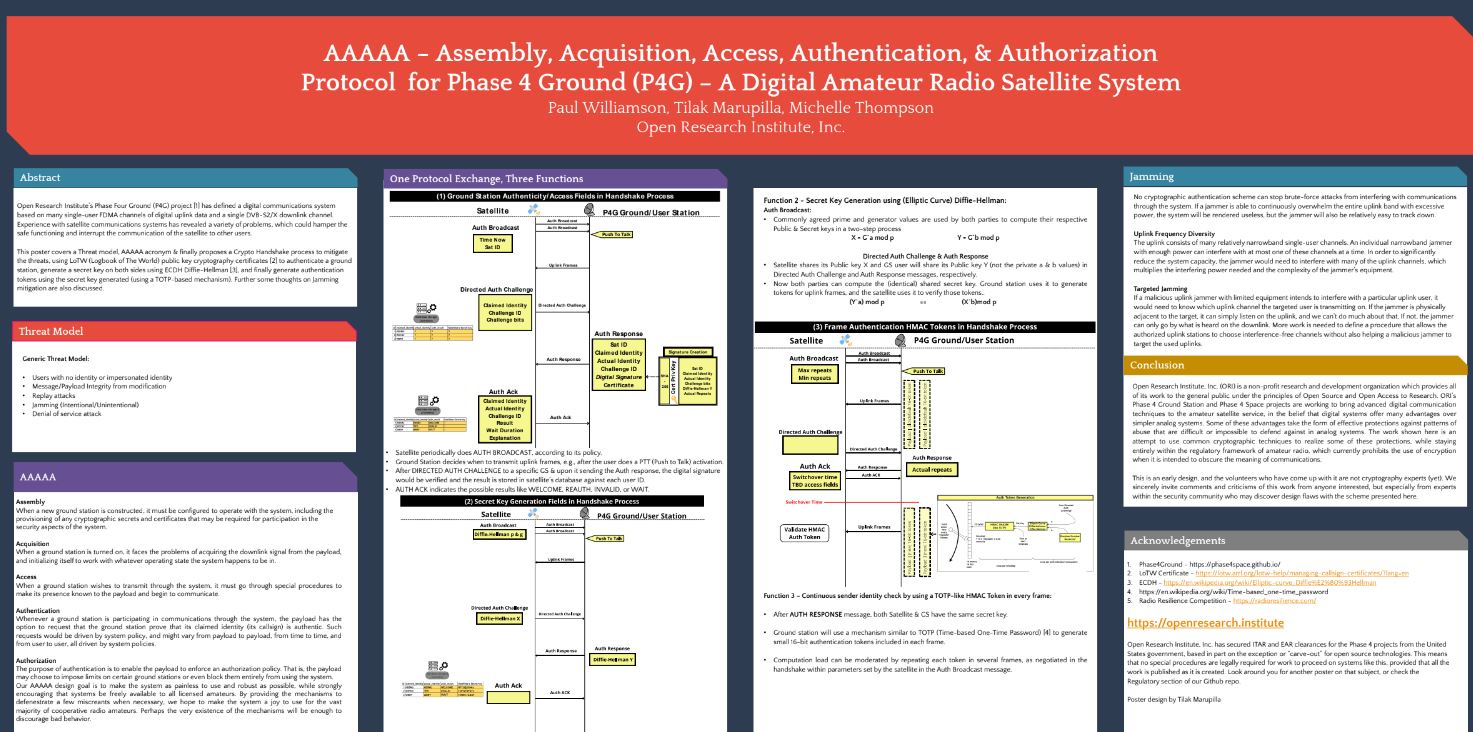 AAAAA – Assembly, Acquisition, Access, Authentication, & Authorization
Protocol for Phase 4 Ground (P4G) – A Digital Amateur Radio Satellite System
Paul Williamson, Tilak Marupilla, Michelle Thompson
Open Research Institute, Inc.
Abstract
Open Research Institute's Phase Four Ground (P4G) project [1] has defined a digital communications system
based on many single-user FDMA channels of digital uplink data and a single DVB-S2/X downlink channel.
Experience with satellite communications systems has revealed a variety of problems, which could hamper the
safe functioning and interrupt the communication of the satellite to other users.
This poster covers a Threat model, AAAAA acronym & finally proposes a Crypto Handshake process to mitigate
the threats, using LoTW (Logbook of The World) public key cryptography certificates [2] to authenticate a ground
station, generate a secret key on both sides using ECDH Diffie-Hellman [3], and finally generate authentication
tokens using the secret key generated (using a TOTP-based mechanism). Further some thoughts on Jamming
mitigation are also discussed.
Threat Model
Generic Threat Model:
• Users with no identity or impersonated identity
• Message/Payload Integrity from modification
• Replay attacks
• Jamming (Intentional/Unintentional)
• Denial of service attack
AAAAA
Assembly
When a new ground station is constructed, it must be configured to operate with the system, including the
provisioning of any cryptographic secrets and certificates that may be required for participation in the
security aspects of the system.
Acquisition
When a ground station is turned on, it faces the problems of acquiring the downlink signal from the payload,
and initializing itself to work with whatever operating state the system happens to be in.
Access
When a ground station wishes to transmit through the system, it must go through special procedures to
make its presence known to the payload and begin to communicate.
Authentication
Whenever a ground station is participating in communications through the system, the payload has the
option to request that the ground station prove that its claimed identity (its callsign) is authentic. Such
requests would be driven by system policy, and might vary from payload to payload, from time to time, and
from user to user, all driven by system policies.
Authorization
The purpose of authentication is to enable the payload to enforce an authorization policy. That is, the payload
may choose to impose limits on certain ground stations or even block them entirely from using the system.
Our AAAAA design goal is to make the system as painless to use and robust as possible, while strongly
encouraging that systems be freely available to all licensed amateurs. By providing the mechanisms to
defenestrate a few miscreants when necessary, we hope to make the system a joy to use for the vast
majority of cooperative radio amateurs. Perhaps the very existence of the mechanisms will be enough to
discourage bad behavior.
One Protocol Exchange, Three Functions
(1) Ground Station Authenticity/Access Fields in Handshake Process
Satellite
P4G Ground/User Station
Auth Broadcast
Auth Broadcast
Auth Broadcast
Time Now
Sat ID
Push To Talk
Uplink Frames
Directed Auth Challenge
Claimed Identity
Challenge ID
Challenge bits
Directed Auth Challenge
Auth Response
Sat ID
Claimed Identity
Actual Identity
Challenge ID
Digital Signature
Certificate
Signature Creation
Cert Priv Key
Sat ID
Claimed Identity
Actual Identity
Challenge ID
Challenge bits
Diffie-Hellman Y
Actual Repeats
Auth Response
Auth Ack
Claimed Identity
Actual Identity
Challenge ID
Result
Wait Duration
Explanation
Auth Ack
• Satellite periodically does AUTH BROADCAST, according to its policy.
• Ground Station decides when to transmit uplink frames, e.g., after the user does a PTT (Push to Talk) activation.
• After DIRECTED AUTH CHALLENGE to a specific GS & upon it sending the Auth response, the digital signature
would be verified and the result is stored in satellite's database against each user ID.
• AUTH ACK indicates the possible results like WELCOME, REAUTH, INVALID, or WAIT.
(2) Secret Key Generation Fields in Handshake Process
Satellite
P4G Ground/User Station
Auth Broadcast
Auth Broadcast
Auth Broadcast
Diffie-Hellman p & g
Push To Talk
Uplink Frames
Directed Auth Challenge
Diffie-Hellman X
Directed Auth Challenge
Auth Response
Auth Response
Diffie-Hellman Y
Auth Ack
Auth ACK
Function 2 – Secret Key Generation using (Elliptic Curve) Diffie-Hellman:
Auth Broadcast:
• Commonly agreed prime and generator values are used by both parties to compute their respective
Public & Secret keys in a two-step process
X = G^a mod p Y = G^b mod p
Directed Auth Challenge & Auth Response
• Satellite shares its Public key X and GS user will share its Public key Y (not the private a & b values) in
Directed Auth Challenge and Auth Response messages, respectively.
• Now both parties can compute the (identical) shared secret key. Ground station uses it to generate
tokens for uplink frames, and the satellite uses it to verify those tokens.
(Y^a) mod p == (X^b)mod p
(3) Frame Authentication HMAC Tokens in Handshake Process
Satellite
P4G Ground/User Station
Auth Broadcast
Auth Broadcast
Auth Broadcast
Max repeats
Min repeats
Push To Talk
Uplink Frames
Directed Auth Challenge
Directed Auth Challenge
Auth Response
Auth Ack
Auth Response
Actual repeats
Switchover time
TBD access fields
Auth ACK
Switchover Time
Auth Token Generation
Validate HMAC
Auth Token
Uplink Frames
Function 3 – Continuous sender identity check by using a TOTP-like HMAC Token in every frame:
• After AUTH RESPONSE message, both Satellite & GS have the same secret key.
• Ground station will use a mechanism similar to TOTP (Time-based One-Time Password) [4] to generate
small 16-bit authentication tokens included in each frame.
• Computation load can be moderated by repeating each token in several frames, as negotiated in the
handshake within parameters set by the satellite in the Auth Broadcast message.
Jamming
No cryptographic authentication scheme can stop brute-force attacks from interfering with payments
through the system. If a jammer is able to continuously overwhelm in the entire uplink band with excessive
power, the system will be rendered useless, but the jammer will also be relatively easy to track down.
Uplink Frequency Diversity
The uplink consists of many relatively narrowband single-user channels. An individual narrowband jammer
with enough power can interfere with at most one of these channels at a time. In order to significantly
reduce the system capacity, the jammer would need to interfere with many of the uplink channels, which
multiplies the interfering power needed and the complexity of the jammer's equipment.
Targeted Jamming
If a malicious uplink jammer with limited equipment intends to interfere with a particular uplink user, it
would need to know which uplink channel the targeted user is transmitting on. If the jammer is physically
adjacent to the target, it can simply listen on the uplink, and we can't do much about that. If not, the jammer
can only go by what is heard on the downlink. More work is needed to define a procedure that allows the
authorized uplink stations to choose interference-free channels without also helping a malicious jammer to
target the used uplinks.
Conclusion
Open Research Institute, Inc. (ORI) is a non-profit research and development organization which provides all
of its work to the general public under the principles of Open Source and Open Access to Research. ORI's
Phase 4 Ground Station and Phase 4 Space projects are working to bring advanced digital communication
techniques to the amateur satellite service, in the belief that digital systems offer many advantages over
simpler analog systems. Some of these advantages take the form of effective protections against patterns of
abuse that are difficult or impossible to defend against in analog systems. The work shown here is an
attempt to use common cryptographic techniques to realize some of these protections, while staying
entirely within the regulatory framework of amateur radio, which currently prohibits the use of encryption
when it is intended to obscure the meaning of communications.
This is an early design, and the volunteers who have come up with it are not cryptography experts (yet). We
sincerely invite comments and criticisms of this work from anyone interested, but especially from experts
within the security community who may discover design flaws with the scheme presented here.
Acknowledgements
1. Phase4Ground – https://phase4space.github.io/
2. LoTW Certificate – https://lotw.arrl.org/lotw-help/managing-callsign-certificates/?lang=en
3. ECDH – https://en.wikipedia.org/wiki/Elliptic-curve_Diffie%E2%80%93Hellman
4. https://en.wikipedia.org/wiki/Time-based_one-time_password
5. Radio Resilience Competition – https://radioresilience.com/
https://openresearch.institute
Open Research Institute, Inc. has secured ITAR and EAR clearances for the Phase 4 projects from the United
States government, based in part on the exception or "carve-out" for open source technologies. This means
that no special procedures are legally required for work to proceed on systems like this, provided that all the
work is published as it is created. Look around you for another poster on that subject, or check the
Regulatory section of our Github repo.
Poster design by Tilak Marupilla